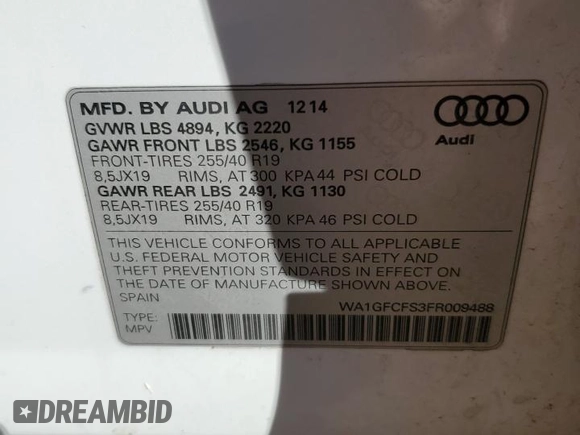 MFD. BY AUDI AG 12 14
GVWR LBS 4894, KG 2220
GAWR FRONT LBS 2546, KG 1155
FRONT-TIRES 255/40 R19
8,5JX19 RIMS, AT 300 KPA 44 PSI COLD
GAWR REAR LBS 2491, KG 1130
REAR-TIRES 255/40 R19
8,5JX19 RIMS, AT 320 KPA 46 PSI COLD
Audi
THIS VEHICLE CONFORMS TO ALL APPLICABLE
U.S. FEDERAL MOTOR VEHICLE SAFETY AND
THEFT PREVENTION STANDARDS IN EFFECT ON
THE DATE OF MANUFACTURE SHOWN ABOVE.
SPAIN
WA1GFCFS3FR009488
TYPE:
MPV
DREAMBID